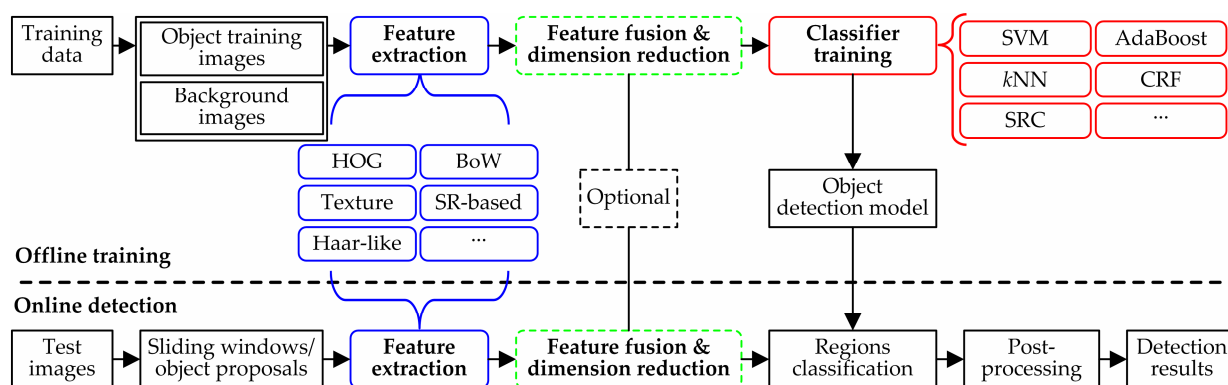 Training
data
Object training
images
Background
images
Feature
extraction
Feature fusion &
dimension reduction
Classifier
training
SVM
AdaBoost
kNN
CRF
SRC
...
HOG
BoW
Texture
SR-based
Haar-like
...
Optional
Object
detection model
Offline training
Online detection
Test
images
Sliding windows/
object proposals
Feature
extraction
Feature fusion &
dimension reduction
Regions
classification
Post-
processing
Detection
results